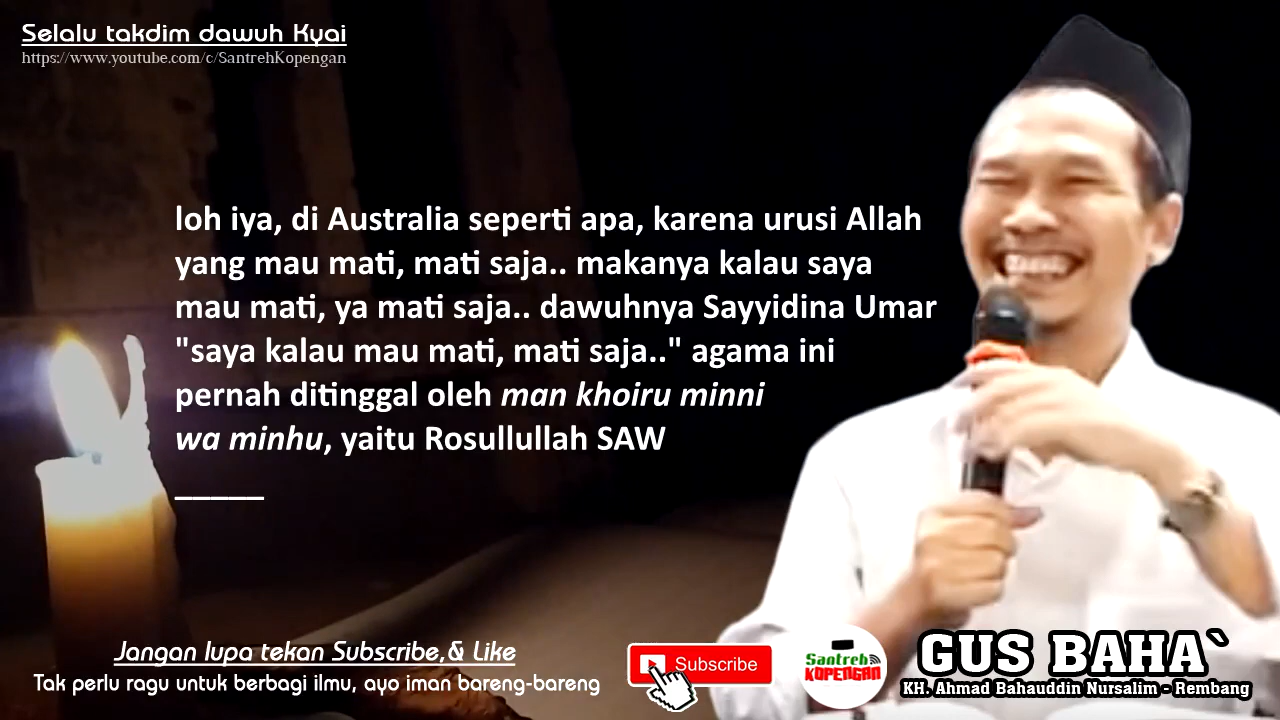 Selalu takdim dawuh Kyai
https://www.youtube.com/c/SantrehKopengan
loh iya, di Australia seperti apa, karena urusi Allah
yang mau mati, mati saja.. makanya kalau saya
mau mati, ya mati saja.. dawuhnya Sayyidina Umar
"saya kalau mau mati, mati saja.." agama ini
pernah ditinggal oleh man khoiru minni
wa minhu, yaitu Rosullullah SAW
_____
Jangan lupa tekan Subscribe,& Like
Tak perlu ragu untuk berbagi ilmu, ayo iman bareng-bareng
Subscribe
Santreh
KOPENGAN
GUS BAHA`
KH. Ahmad Bahauddin Nursalim - Rembang